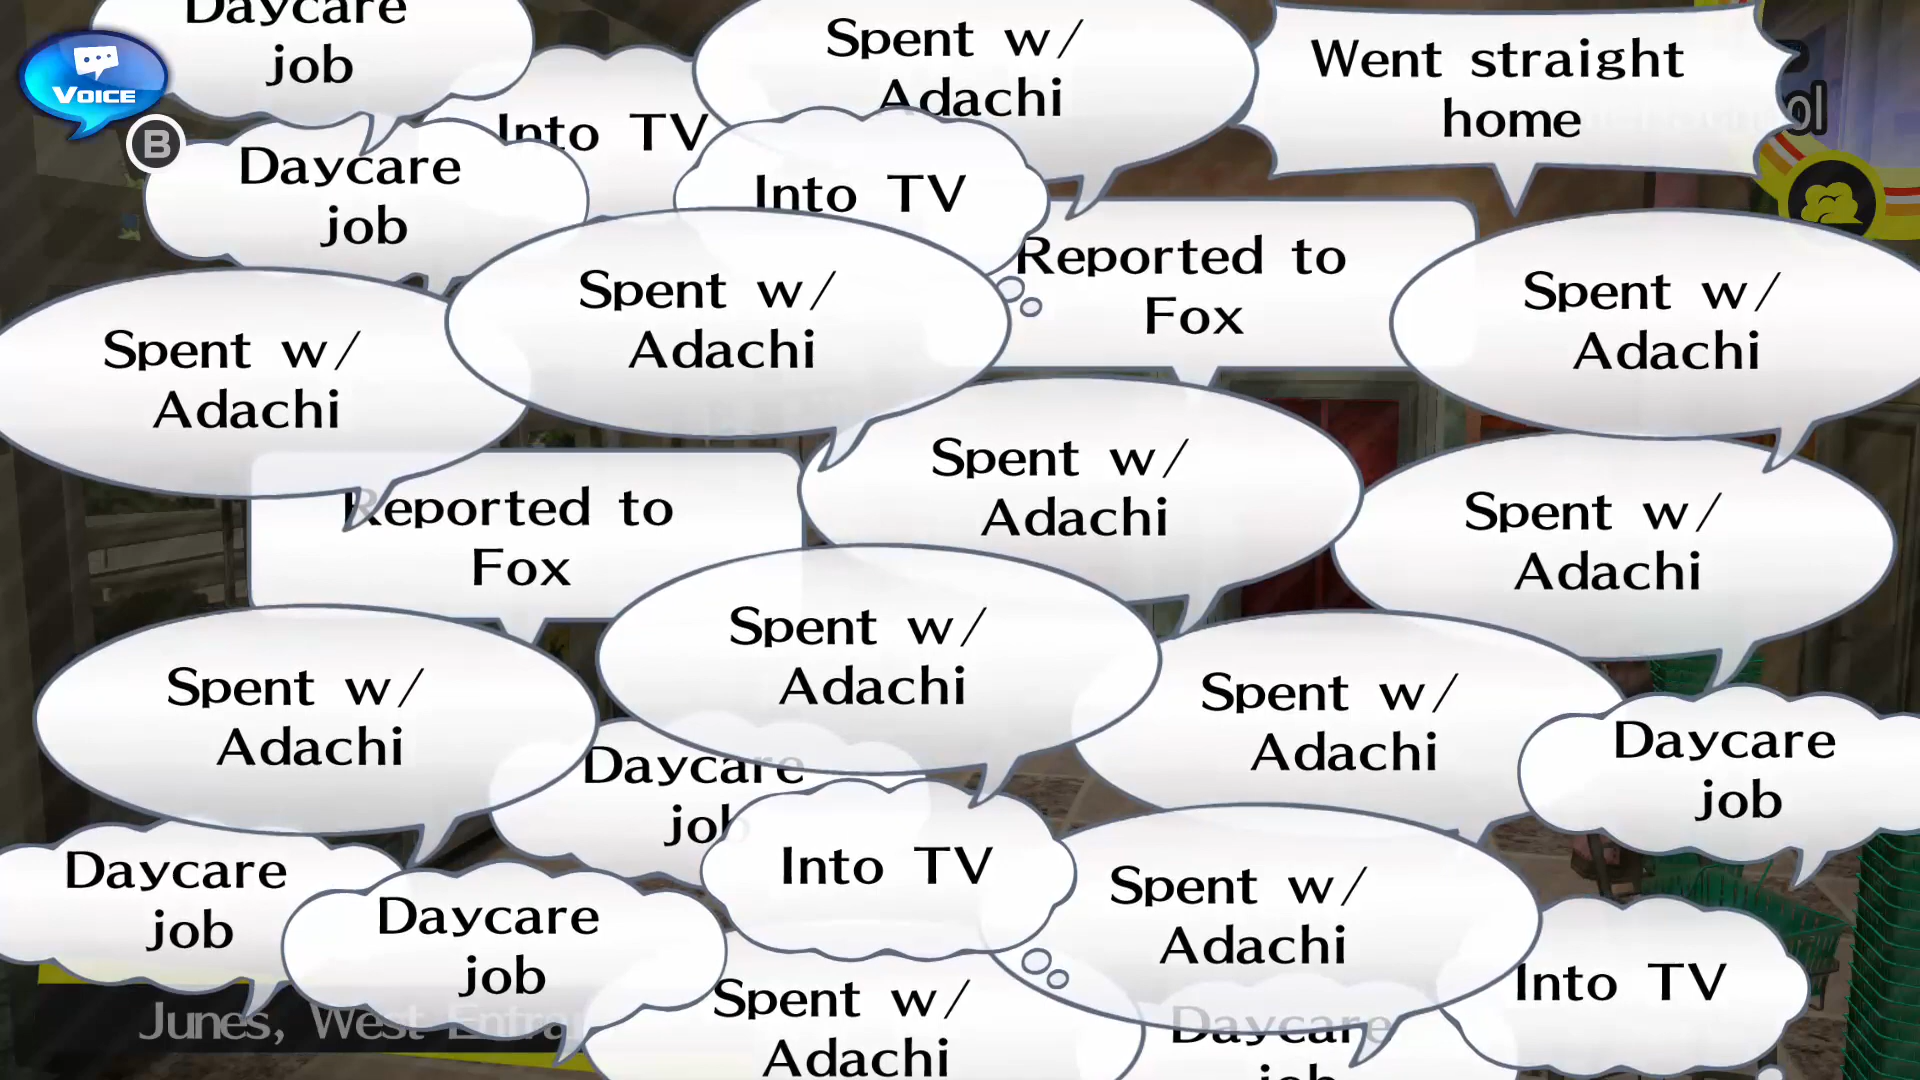 Daycare
job
Spent w/
Adachi
Went straight
home
VOICE
B
Into TV
Daycare
job
Into TV
Reported to
Fox
Spent w/
Adachi
Spent w/
Adachi
Spent w/
Adachi
Spent w/
Adachi
Reported to
Fox
Spent w/
Adachi
Spent w/
Adachi
Spent w/
Adachi
Spent w/
Adachi
Daycare
job
Daycare
job
Into TV
Daycare
job
Spent w/
Adachi
Daycare
job
Into TV
Spent w/
Adachi
Junes, West
Daycare
job